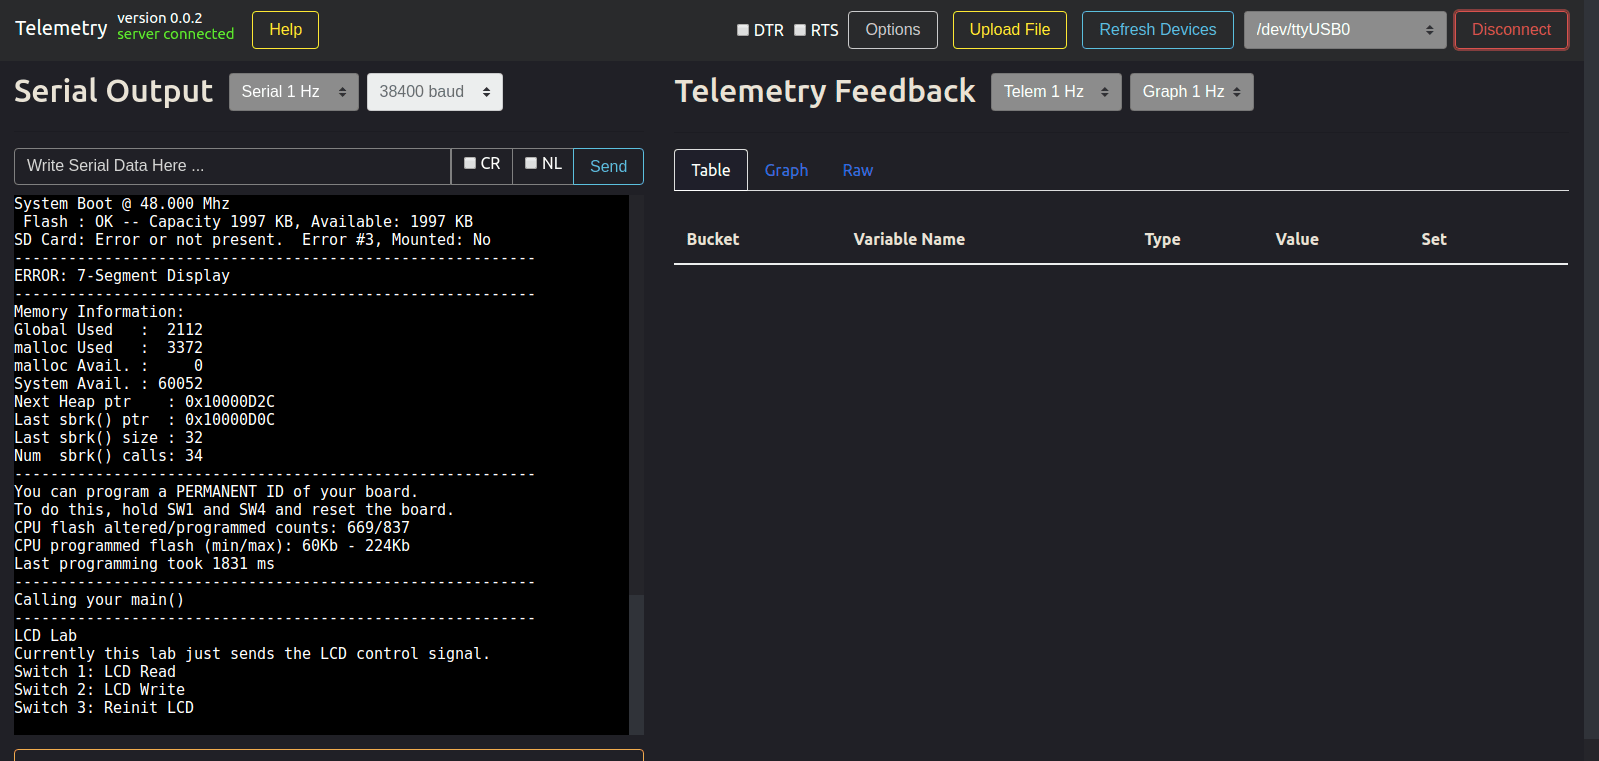 Telemetry version 0.0.2
server connected
Help
DTR RTS Options Upload File Refresh Devices /dev/ttyUSB0 Disconnect
Serial Output Serial 1 Hz 38400 baud
Write Serial Data Here ... CR NL Send
System Boot @ 48.000 Mhz
 Flash : OK -- Capacity 1997 KB, Available: 1997 KB
SD Card: Error or not present.  Error #3, Mounted: No
----------------------------------------------------------
ERROR: 7-Segment Display
----------------------------------------------------------
Memory Information:
Global Used   :  2112
malloc Used   :  3372
malloc Avail. :     0
System Avail. : 60052
Next Heap ptr    : 0x10000D2C
Last sbrk() ptr  : 0x10000D0C
Last sbrk() size : 32
Num  sbrk() calls: 34
----------------------------------------------------------
You can program a PERMANENT ID of your board.
To do this, hold SW1 and SW4 and reset the board.
CPU flash altered/programmed counts: 669/837
CPU programmed flash (min/max): 60Kb - 224Kb
Last programming took 1831 ms
----------------------------------------------------------
Calling your main()
----------------------------------------------------------
LCD Lab
Currently this lab just sends the LCD control signal.
Switch 1: LCD Read
Switch 2: LCD Write
Switch 3: Reinit LCD
Telemetry Feedback Telem 1 Hz Graph 1 Hz
Table Graph Raw
Bucket Variable Name Type Value Set